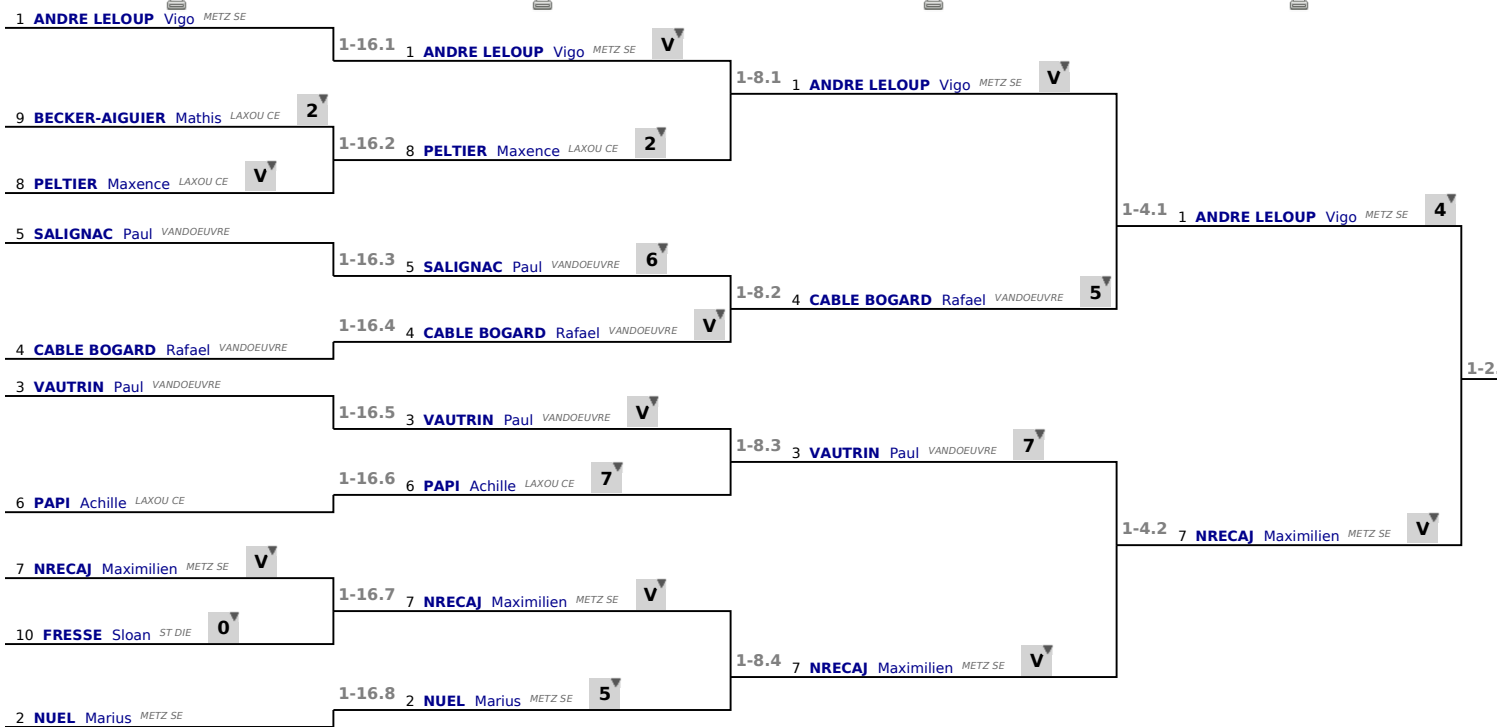 1 ANDRE LELOUP Vigo METZ SE
9 BECKER-AIGUIER Mathis LAXOU CE 2
8 PELTIER Maxence LAXOU CE V
5 SALIGNAC Paul VANDOEUVRE
4 CABLE BOGARD Rafael VANDOEUVRE
3 VAUTRIN Paul VANDOEUVRE
6 PAPI Achille LAXOU CE
7 NRECAJ Maximilien METZ SE V
10 FRESSE Sloan ST DIE 0
2 NUEL Marius METZ SE
1-16.1 1 ANDRE LELOUP Vigo METZ SE V
1-16.2 8 PELTIER Maxence LAXOU CE 2
1-16.3 5 SALIGNAC Paul VANDOEUVRE 6
1-16.4 4 CABLE BOGARD Rafael VANDOEUVRE V
1-16.5 3 VAUTRIN Paul VANDOEUVRE V
1-16.6 6 PAPI Achille LAXOU CE 7
1-16.7 7 NRECAJ Maximilien METZ SE V
1-16.8 2 NUEL Marius METZ SE 5
1-8.1 1 ANDRE LELOUP Vigo METZ SE V
1-8.2 4 CABLE BOGARD Rafael VANDOEUVRE 5
1-8.3 3 VAUTRIN Paul VANDOEUVRE 7
1-8.4 7 NRECAJ Maximilien METZ SE V
1-4.1 1 ANDRE LELOUP Vigo METZ SE 4
1-4.2 7 NRECAJ Maximilien METZ SE V
1-2.